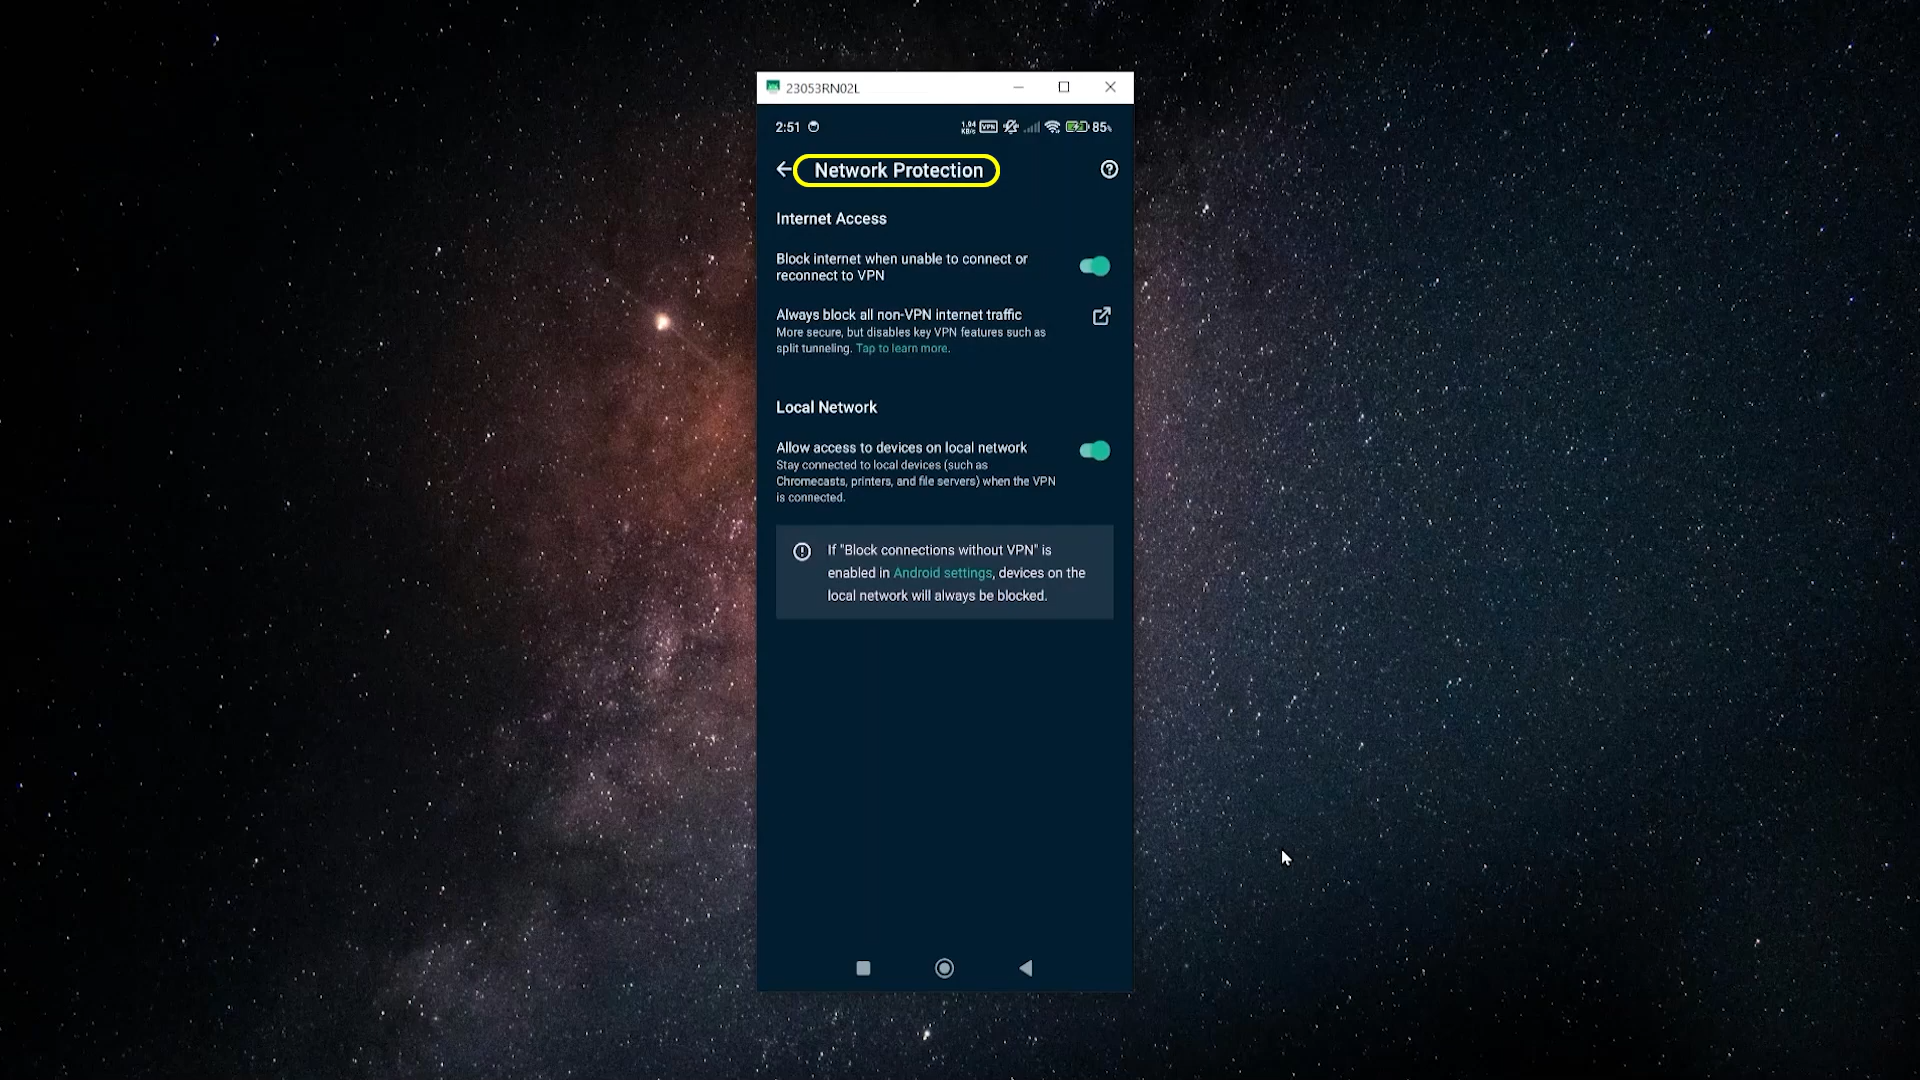 23053RN02L
2:51
1.94
KB/s
VPN
85%
Network Protection
Internet Access
Block internet when unable to connect or
reconnect to VPN
Always block all non-VPN internet traffic
More secure, but disables key VPN features such as
split tunneling. Tap to learn more.
Local Network
Allow access to devices on local network
Stay connected to local devices (such as
Chromecasts, printers, and file servers) when the VPN
is connected.
If "Block connections without VPN" is
enabled in Android settings, devices on the
local network will always be blocked.